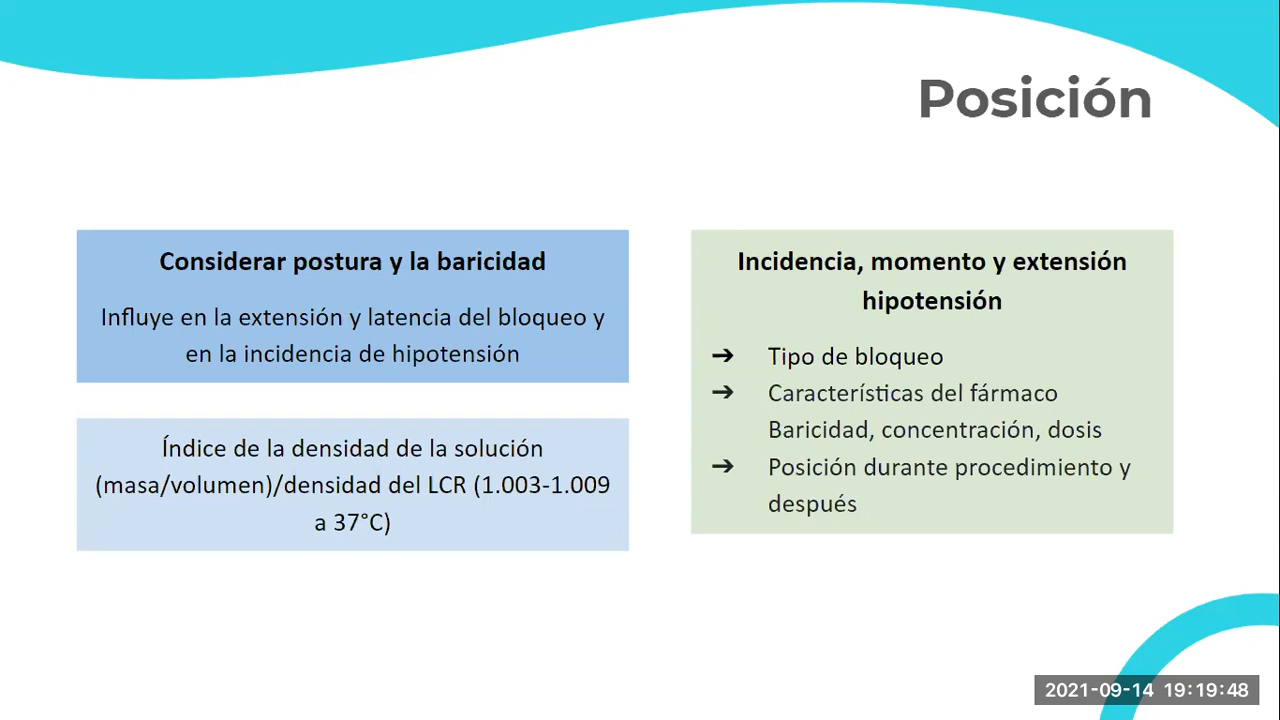 Posición
Considerar postura y la baricidad
Influye en la extensión y latencia del bloqueo y
en la incidencia de hipotensión
Índice de la densidad de la solución
(masa/volumen)/densidad del LCR (1.003-1.009
a 37°C)
Incidencia, momento y extensión
hipotensión
➔ Tipo de bloqueo
➔ Características del fármaco
Baricidad, concentración, dosis
➔ Posición durante procedimiento y
después
2021-09-14 19:19:48